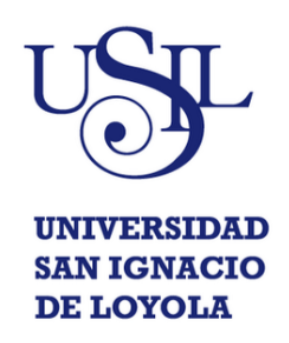 USIL
UNIVERSIDAD
SAN IGNACIO
DE LOYOLA